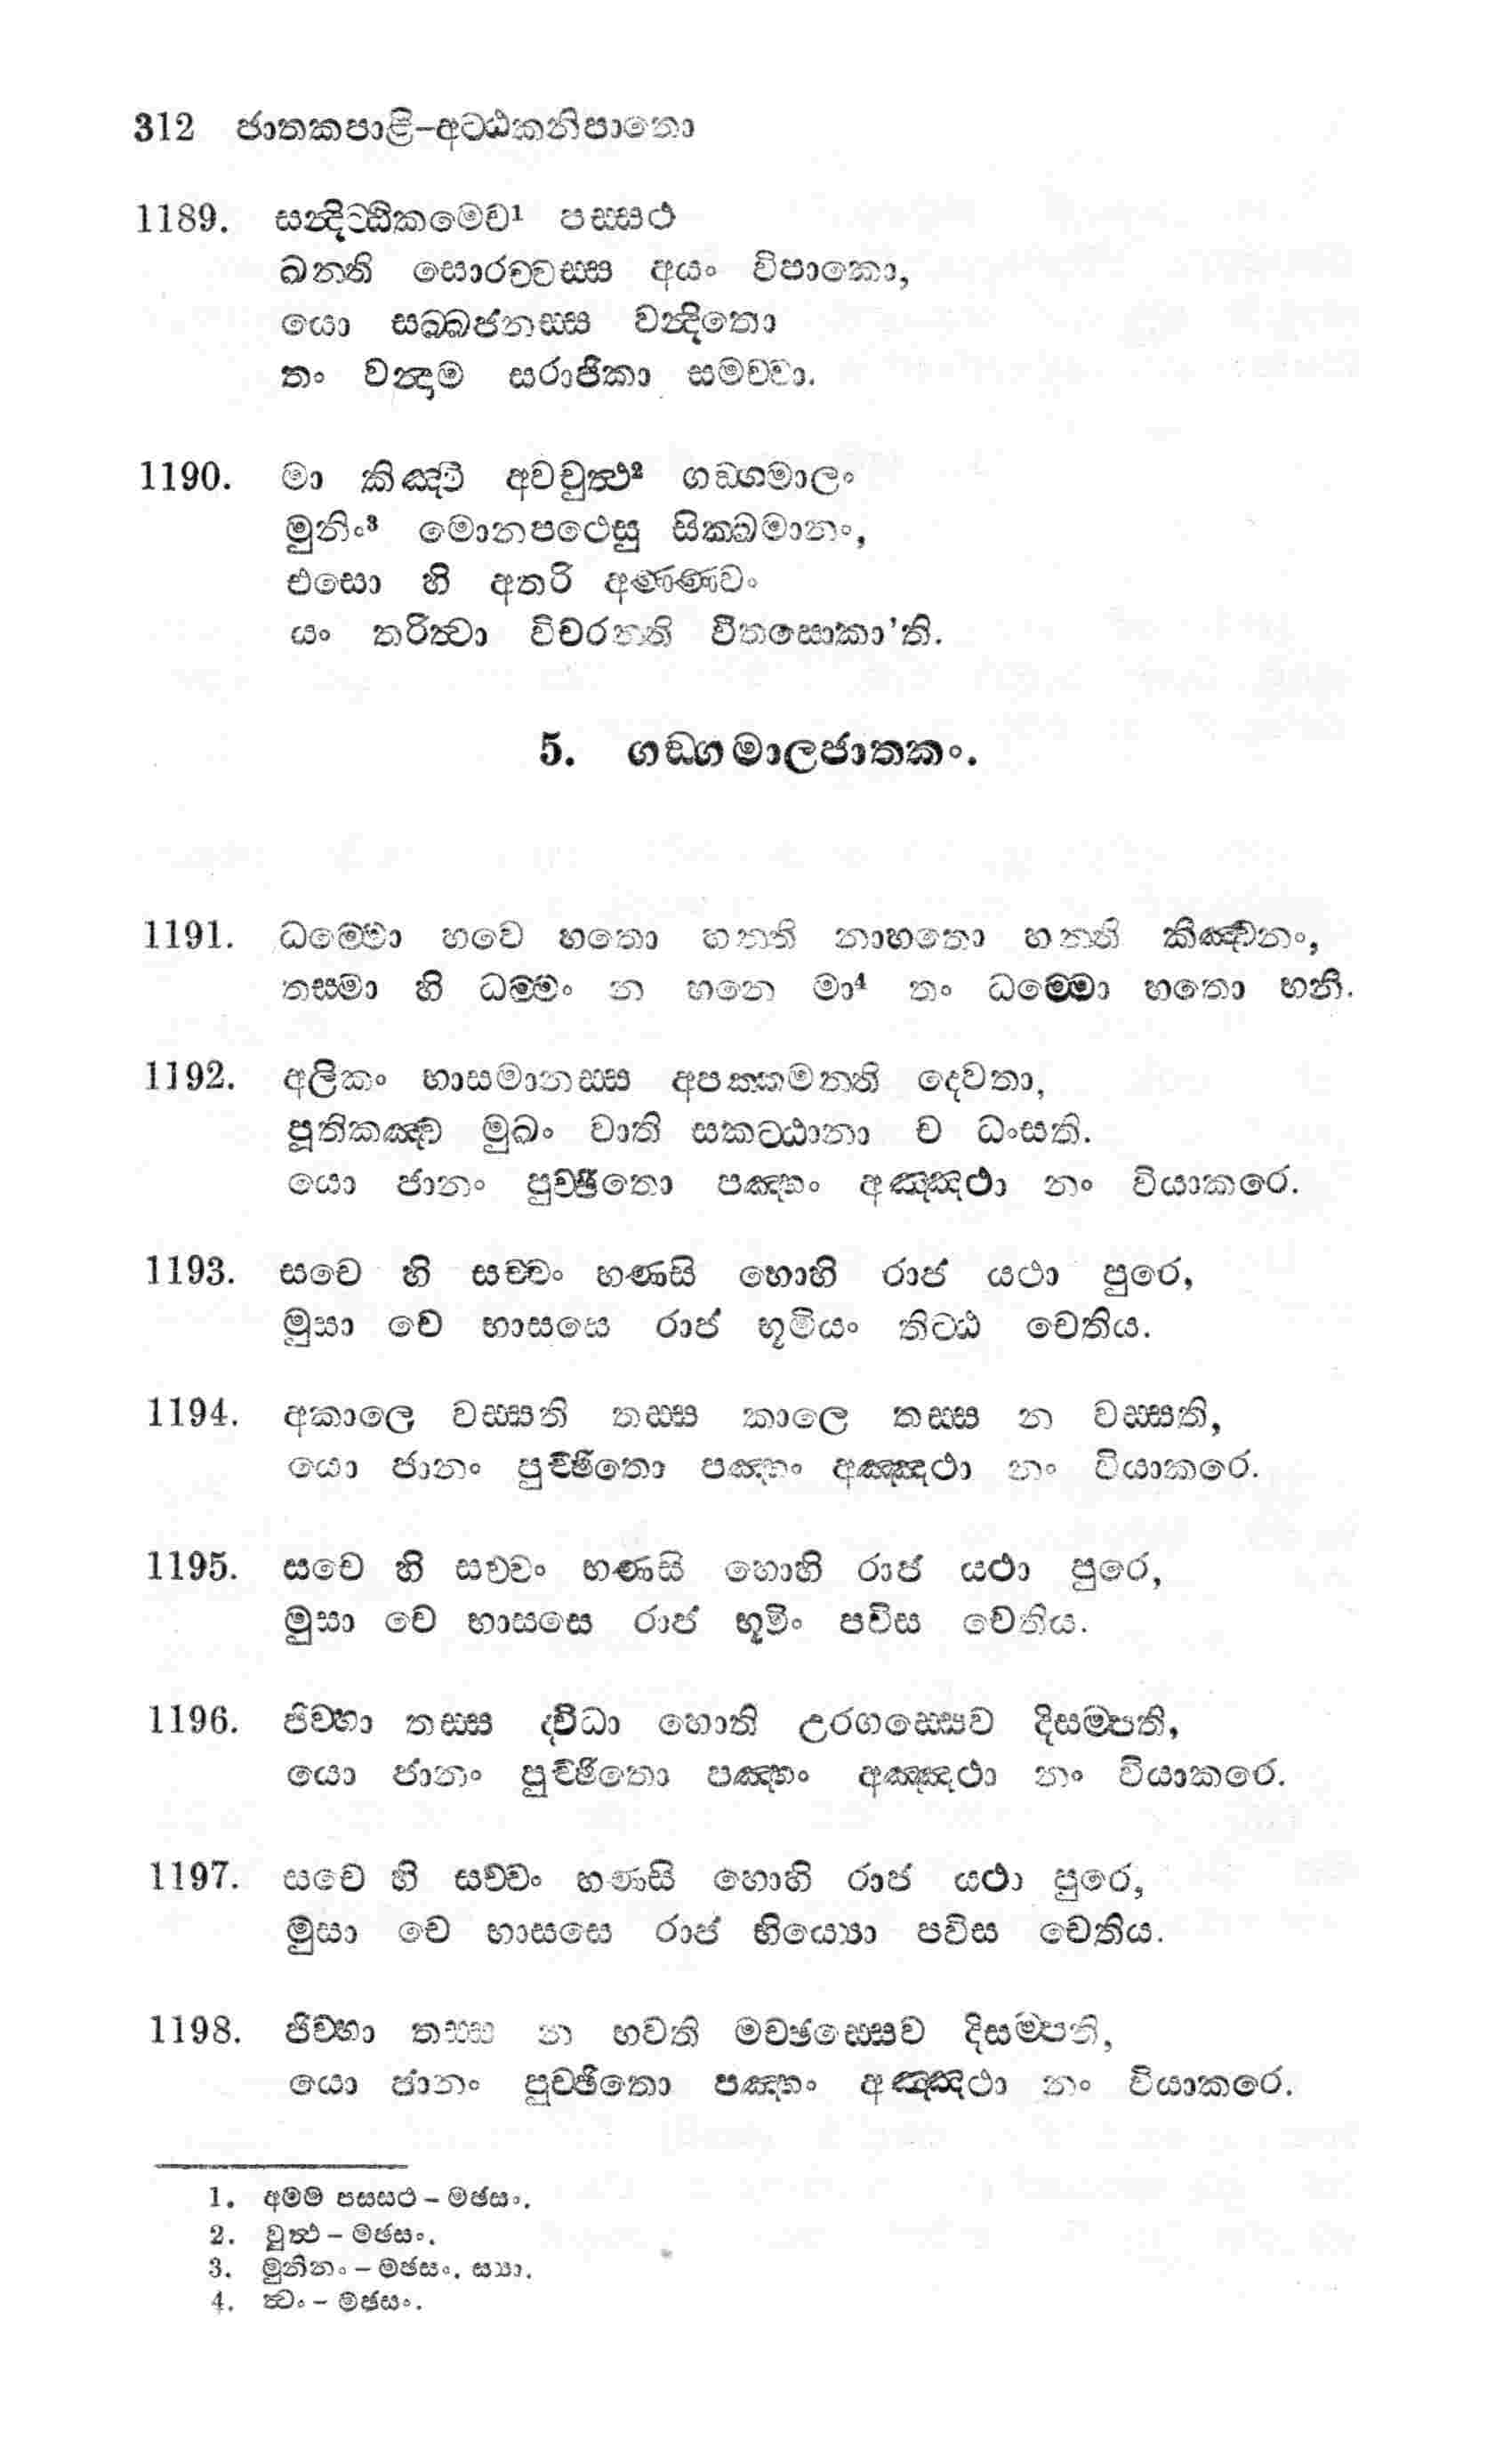 312 ජාතකපාළි-අට්ඨකනිපාතො
1189. සන්දිට්ඨිකමෙව¹ පස්සථ
ඛන්ති සොරච්චස්ස අයං විපාකො,
යො සබ්බජනස්ස වන්දිතො
තං වන්දාම සරාජිකා සමච්චා.
1190. මා කිඤ්චි අවචුත්ථ² ගඞ්ගමාලං
මුනිං³ මොනපථෙසු සික්ඛමානං,
එසො හි අතරි අණ්ණවං
යං තරිත්වා විචරන්ති වීතසොකා'ති.
5. ගඞ්ගමාලජාතකං.
1191. ධම්මො හවෙ හතො හන්ති නාහතො හන්ති කිඤ්චනං,
තස්මා හි ධම්මං න හනෙ මා⁴ තං ධම්මො හතො හනි.
1192. අලිකං භාසමානස්ස අපක්කමන්ති දෙවතා,
පූතිකඤ්ච මුඛං වාති සකට්ඨානා ච ධංසති.
යො ජානං පුච්ඡිතො පඤ්හං අඤ්ඤථා නං වියාකරෙ.
1193. සචෙ හි සච්චං භණසි හොහි රාජ යථා පුරෙ,
මුසා චෙ භාසසෙ රාජ භූමියං තිට්ඨ චෙතිය.
1194. අකාලෙ වස්සති තස්ස කාලෙ තස්ස න වස්සති,
යො ජානං පුච්ඡිතො පඤ්හං අඤ්ඤථා නං වියාකරෙ.
1195. සචෙ හි සච්චං භණසි හොහි රාජ යථා පුරෙ,
මුසා චෙ භාසසෙ රාජ භූමිං පවිස චෙතිය.
1196. ජිව්හා තස්ස ද්විධා හොති උරගස්සෙව දිසම්පති,
යො ජානං පුච්ඡිතො පඤ්හං අඤ්ඤථා නං වියාකරෙ.
1197. සචෙ හි සච්චං භණසි හොහි රාජ යථා පුරෙ,
මුසා චෙ භාසසෙ රාජ භියොා පවිස චෙතිය.
1198. ජිව්හා තස්ස න භවති මච්ඡස්සෙව දිසම්පති,
යො ජානං පුච්ඡිතො පඤ්හං අඤ්ඤථා නං වියාකරෙ.
1. අම්ම පස්සථ - මඡසං.
2. වුත්ථ - මඡසං.
3. මුනිනං - මඡසං. ස්යා.
4. ත්වං - මඡසං.